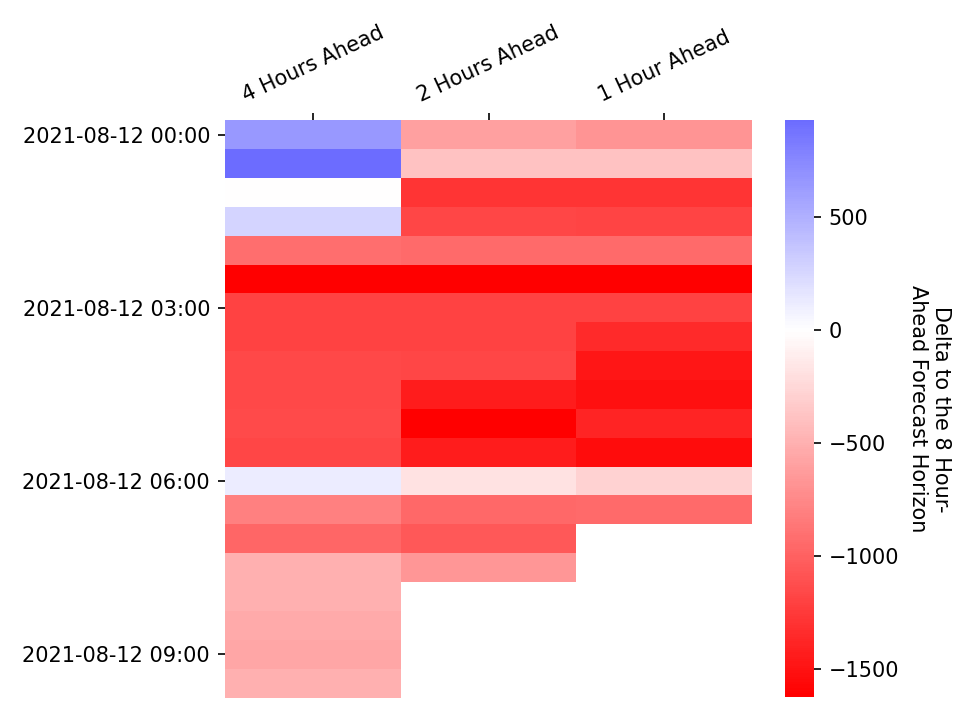 4 Hours Ahead
2 Hours Ahead
1 Hour Ahead
2021-08-12 00:00
2021-08-12 03:00
2021-08-12 06:00
2021-08-12 09:00
500
0
−500
−1000
−1500
Delta to the 8 Hour-
Ahead Forecast Horizon